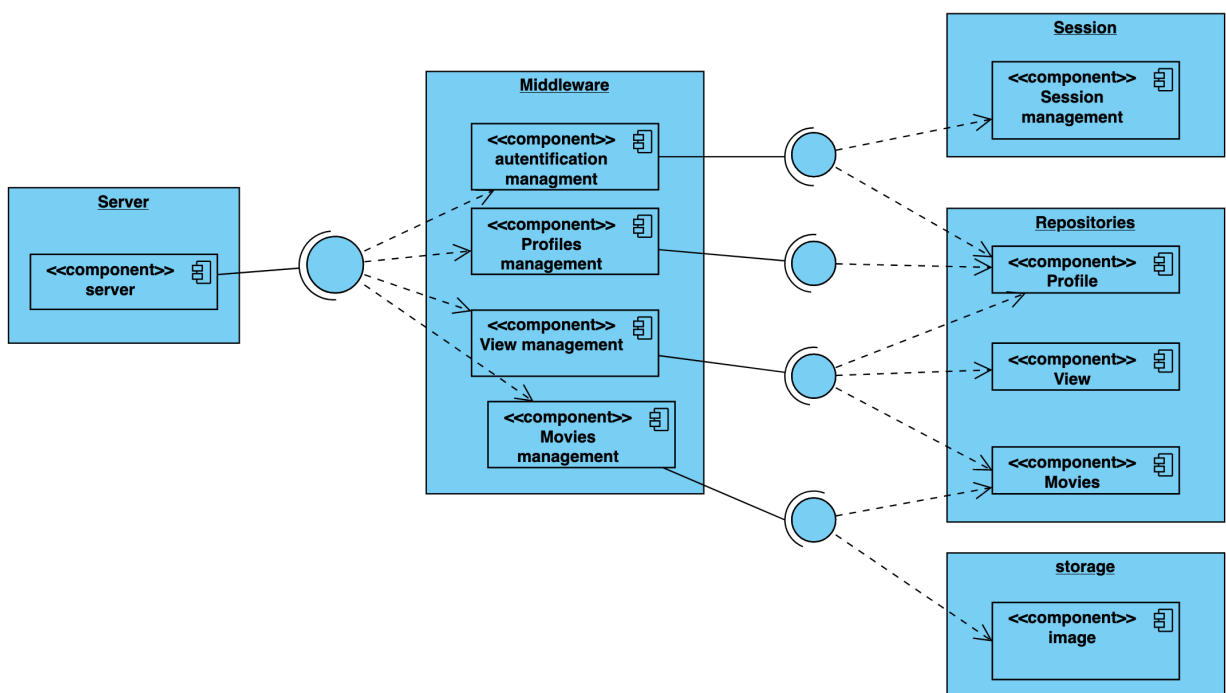 Server
<<component>>
server
Middleware
<<component>>
autentification
managment
<<component>>
Profiles
management
<<component>>
View management
<<component>>
Movies
management
Session
<<component>>
Session
management
Repositories
<<component>>
Profile
<<component>>
View
<<component>>
Movies
storage
<<component>>
image